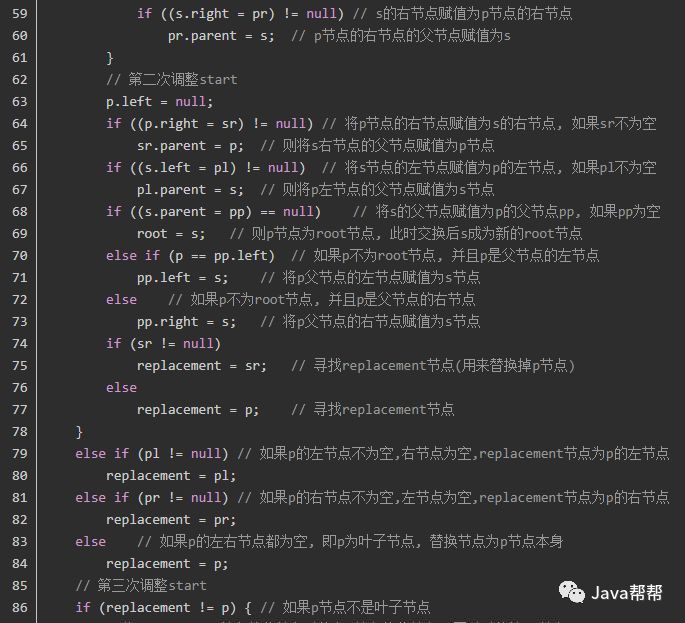 59 if ((s.right = pr) != null) // s的右节点赋值为p节点的右节点
60 pr.parent = s; // p节点的右节点的父节点赋值为s
61 }
62 // 第二次调整start
63 p.left = null;
64 if ((p.right = sr) != null) // 将p节点的右节点赋值为s的右节点, 如果sr不为空
65 sr.parent = p; // 则将s右节点的父节点赋值为p节点
66 if ((s.left = pl) != null) // 将s节点的左节点赋值为p的左节点, 如果pl不为空
67 pl.parent = s; // 则将p左节点的父节点赋值为s节点
68 if ((s.parent = pp) == null) // 将s的父节点赋值为p的父节点pp, 如果pp为空
69 root = s; // 则p节点为root节点, 此时交换后s成为新的root节点
70 else if (p == pp.left) // 如果p不为root节点, 并且p是父节点的左节点
71 pp.left = s; // 将p父节点的左节点赋值为s节点
72 else // 如果p不为root节点, 并且p是父节点的右节点
73 pp.right = s; // 将p父节点的右节点赋值为s节点
74 if (sr != null)
75 replacement = sr; // 寻找replacement节点(用来替换掉p节点)
76 else
77 replacement = p; // 寻找replacement节点
78 }
79 else if (pl != null) // 如果p的左节点不为空,右节点为空,replacement节点为p的左节点
80 replacement = pl;
81 else if (pr != null) // 如果p的右节点不为空,左节点为空,replacement节点为p的右节点
82 replacement = pr;
83 else // 如果p的左右节点都为空, 即p为叶子节点, 替换节点为p节点本身
84 replacement = p;
85 // 第三次调整start
86 if (replacement != p) { // 如果p节点不是叶子节点
Java帮帮